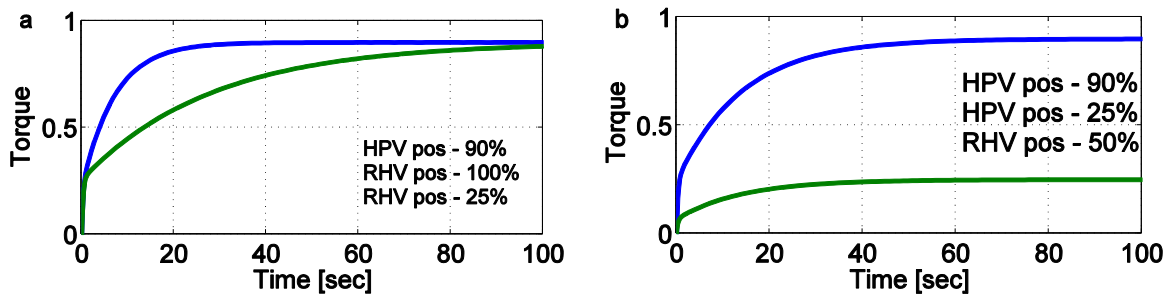 a
1
0.5
0
Torque
HPV pos - 90%
RHV pos - 100%
RHV pos - 25%
0 20 40 60 80 100
Time [sec]
b
1
0.5
0
Torque
HPV pos - 90%
HPV pos - 25%
RHV pos - 50%
0 20 40 60 80 100
Time [sec]